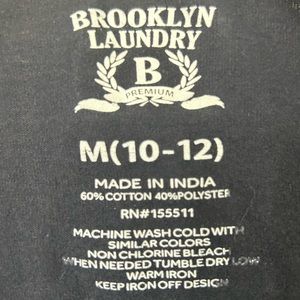 BROOKLYN
LAUNDRY
B
PREMIUM
M(10-12)
MADE IN INDIA
60% COTTON 40%POLYSTER
RN#155511
MACHINE WASH COLD WITH
SIMILAR COLORS
NON CHLORINE BLEACH
WHEN NEEDED TUMBLE DRY LOW
WARM IRON
KEEP IRON OFF DESIGN